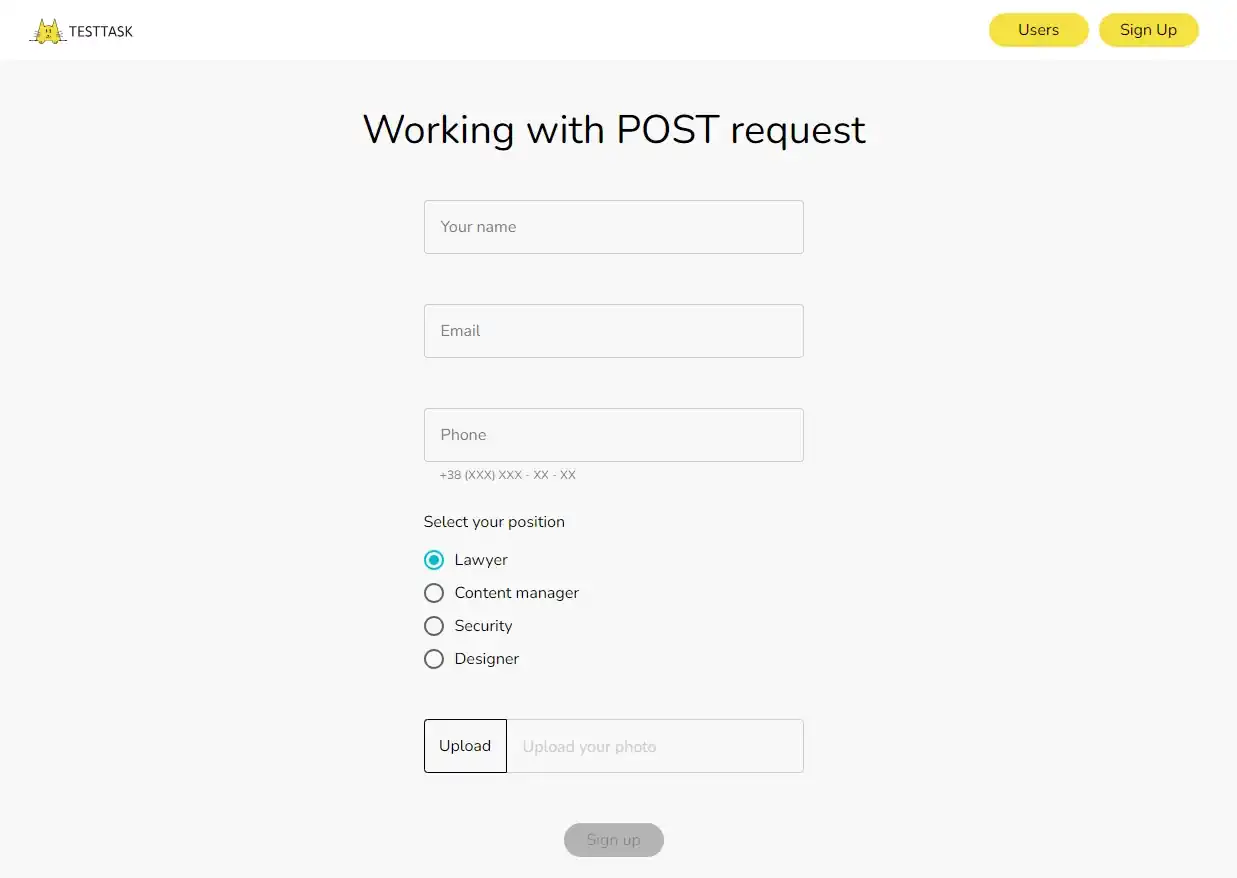 TESTTASK
Users
Sign Up
Working with POST request
Your name
Email
Phone
+38 (XXX) XXX - XX - XX
Select your position
Lawyer
Content manager
Security
Designer
Upload
Upload your photo
Sign up